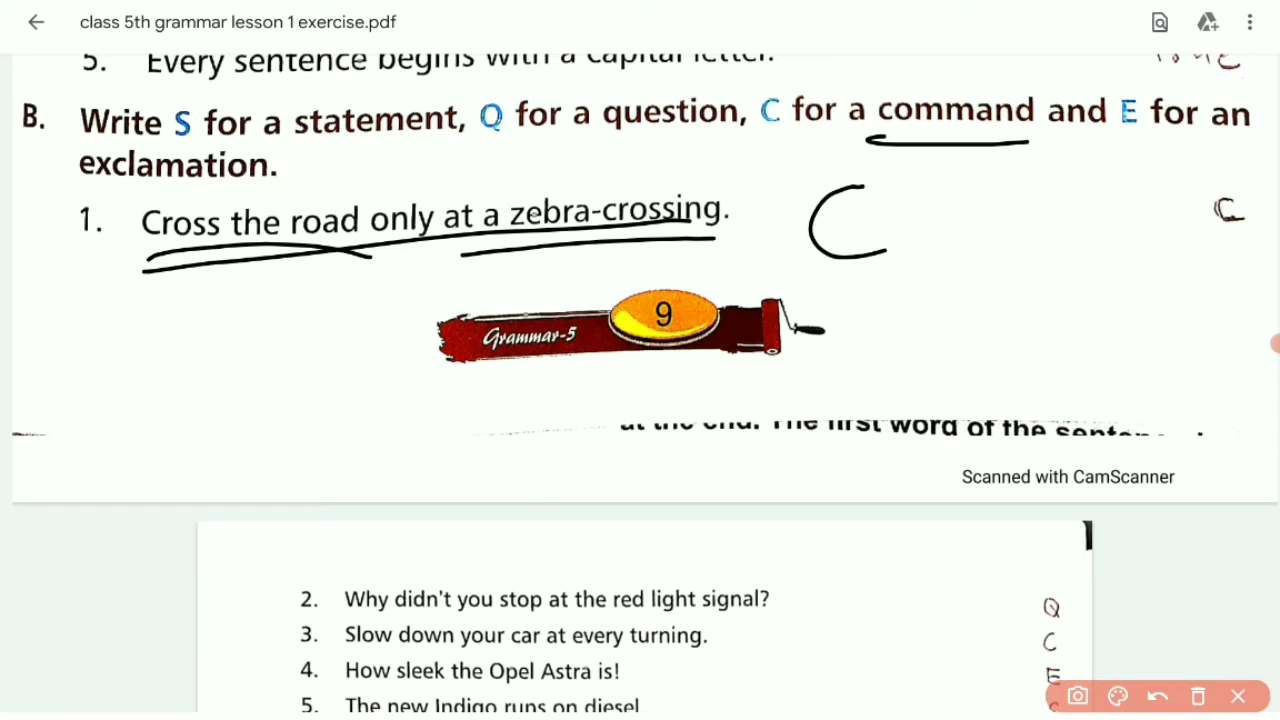 class 5th grammar lesson 1 exercise.pdf
5. Every sentence begins with a capital letter.
B. Write S for a statement, Q for a question, C for a command and E for an
exclamation.
1. Cross the road only at a zebra-crossing. C C
Grammar-5 9
at the end. The first word of the
Scanned with CamScanner
2. Why didn't you stop at the red light signal? Q
3. Slow down your car at every turning. C
4. How sleek the Opel Astra is! E
5. The new Indigo runs on diesel